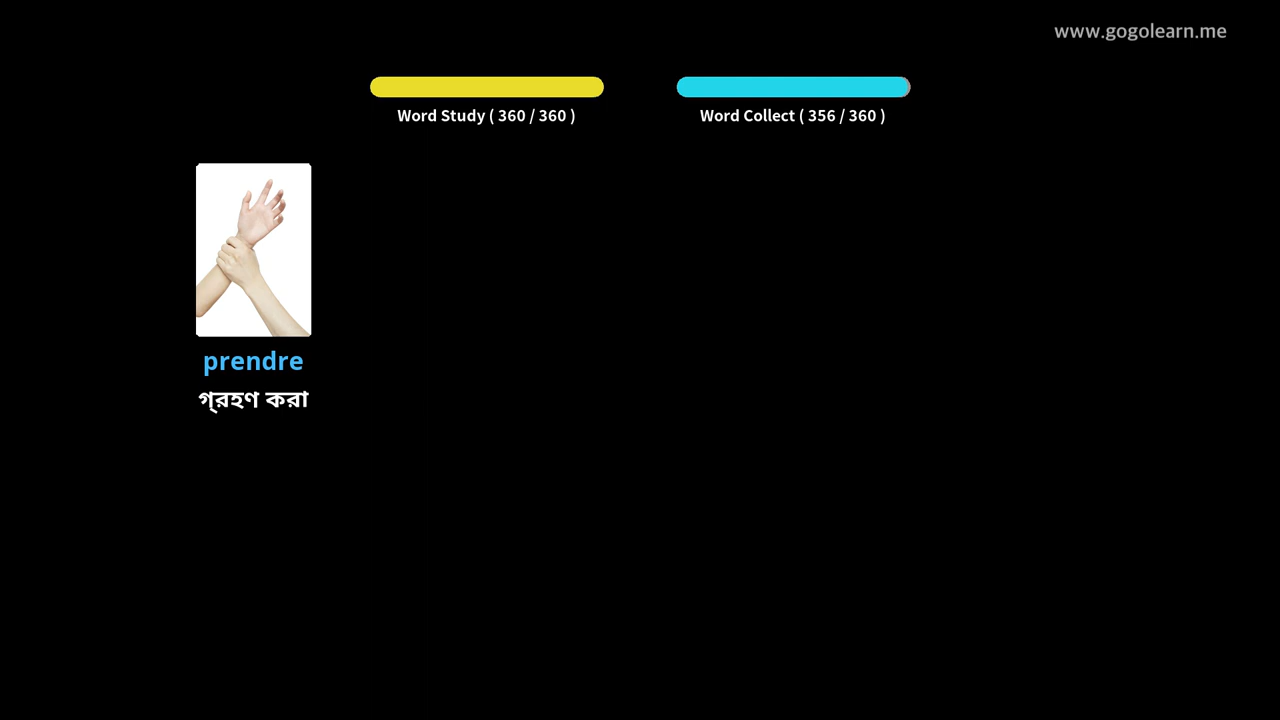 www.gogolearn.me
Word Study ( 360 / 360 )
Word Collect ( 356 / 360 )
prendre
গ্রহণ করা